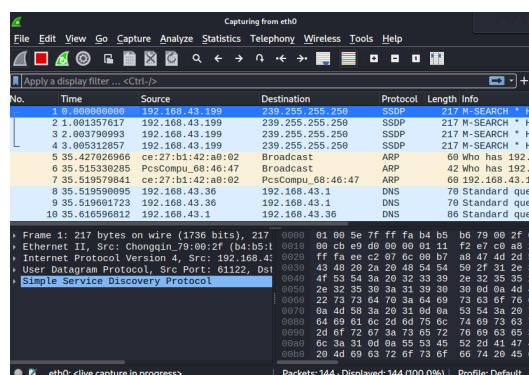 Capturing from eth0
File Edit View Go Capture Analyze Statistics Telephony Wireless Tools Help
Apply a display filter ... <Ctrl-/>
No. Time Source Destination Protocol Length Info
1 0.000000000 192.168.43.199 239.255.255.250 SSDP 217 M-SEARCH * H
2 1.001357617 192.168.43.199 239.255.255.250 SSDP 217 M-SEARCH * H
3 2.003790993 192.168.43.199 239.255.255.250 SSDP 217 M-SEARCH * H
4 3.005312857 192.168.43.199 239.255.255.250 SSDP 217 M-SEARCH * H
5 35.427026966 ce:27:b1:42:a0:02 Broadcast ARP 60 Who has 192.
6 35.515330285 PcsCompu_68:46:47 Broadcast ARP 42 Who has 192.
7 35.519579841 ce:27:b1:42:a0:02 PcsCompu_68:46:47 ARP 60 192.168.43.1
8 35.519590095 192.168.43.36 192.168.43.1 DNS 70 Standard que
9 35.519601723 192.168.43.36 192.168.43.1 DNS 70 Standard que
10 35.616596812 192.168.43.1 192.168.43.36 DNS 86 Standard que
Frame 1: 217 bytes on wire (1736 bits), 217
Ethernet II, Src: Chongqin_79:00:2f (b4:b5:b
Internet Protocol Version 4, Src: 192.168.43
User Datagram Protocol, Src Port: 61122, Dst
Simple Service Discovery Protocol
0000 01 00 5e 7f ff fa b4 b5 b6 79 00 2f
0010 00 cb e9 d0 00 00 01 11 f2 e7 c0 a8
0020 ff fa ee c2 07 6c 00 b7 a8 47 4d 2d
0030 43 48 20 2a 20 48 54 54 50 2f 31 2e
0040 4f 53 54 3a 20 32 33 39 2e 32 35 35
0050 2e 32 35 30 3a 31 39 30 30 0d 0a 4d
0060 22 73 73 64 70 3a 64 69 73 63 6f 76
0070 0a 4d 58 3a 20 31 0d 0a 53 54 3a 20
0080 64 69 61 6c 2d 6d 75 6c 74 69 73 63
0090 2d 6f 72 67 3a 73 65 72 76 69 63 65
00a0 6c 3a 31 0d 0a 55 53 45 52 2d 41 47
00b0 20 4d 69 63 72 6f 73 6f 66 74 20 45
eth0: <live capture in progress> Packets: 144 · Displayed: 144 (100.0%) Profile: Default